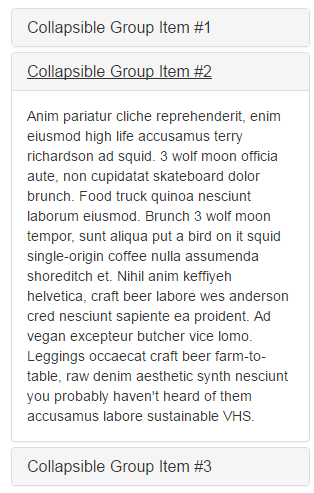 Collapsible Group Item #1
Collapsible Group Item #2
Anim pariatur cliche reprehenderit, enim
eiusmod high life accusamus terry
richardson ad squid. 3 wolf moon officia
aute, non cupidatat skateboard dolor
brunch. Food truck quinoa nesciunt
laborum eiusmod. Brunch 3 wolf moon
tempor, sunt aliqua put a bird on it squid
single-origin coffee nulla assumenda
shoreditch et. Nihil anim keffiyeh
helvetica, craft beer labore wes anderson
cred nesciunt sapiente ea proident. Ad
vegan excepteur butcher vice lomo.
Leggings occaecat craft beer farm-to-
table, raw denim aesthetic synth nesciunt
you probably haven't heard of them
accusamus labore sustainable VHS.
Collapsible Group Item #3